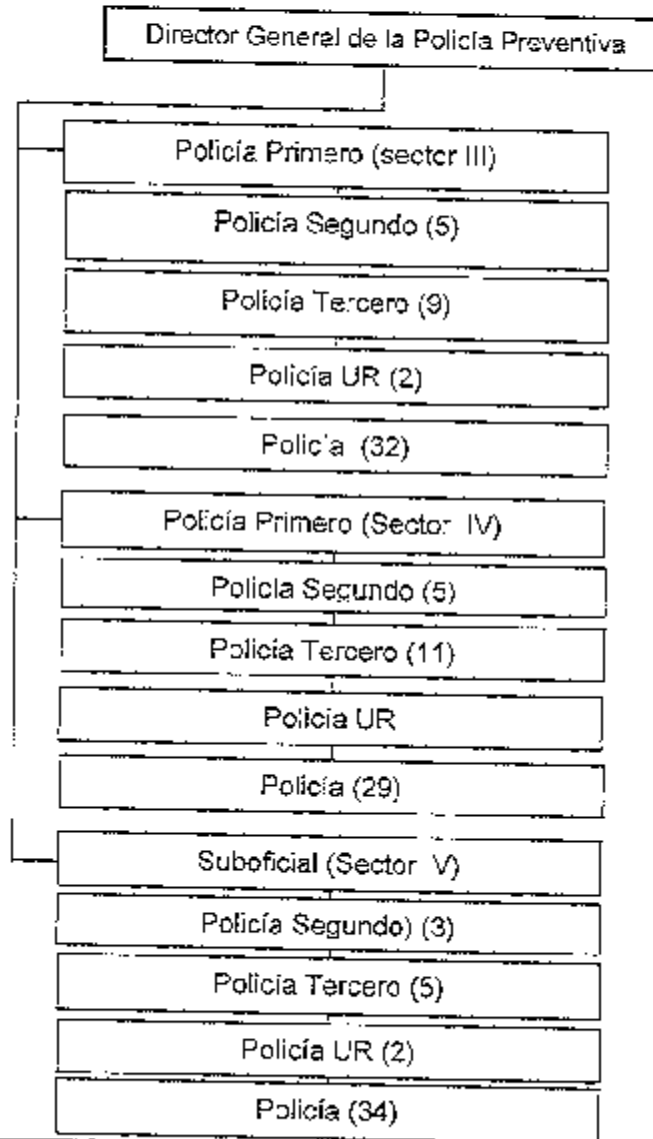 Director General de la Policía Preventiva
Policía Primero (sector III)
Policía Segundo (5)
Policía Tercero (9)
Policía UR (2)
Policía (32)
Policía Primero (Sector IV)
Policía Segundo (5)
Policía Tercero (11)
Policía UR
Policía (29)
Suboficial (Sector V)
Policía Segundo) (3)
Policía Tercero (5)
Policía UR (2)
Policía (34)